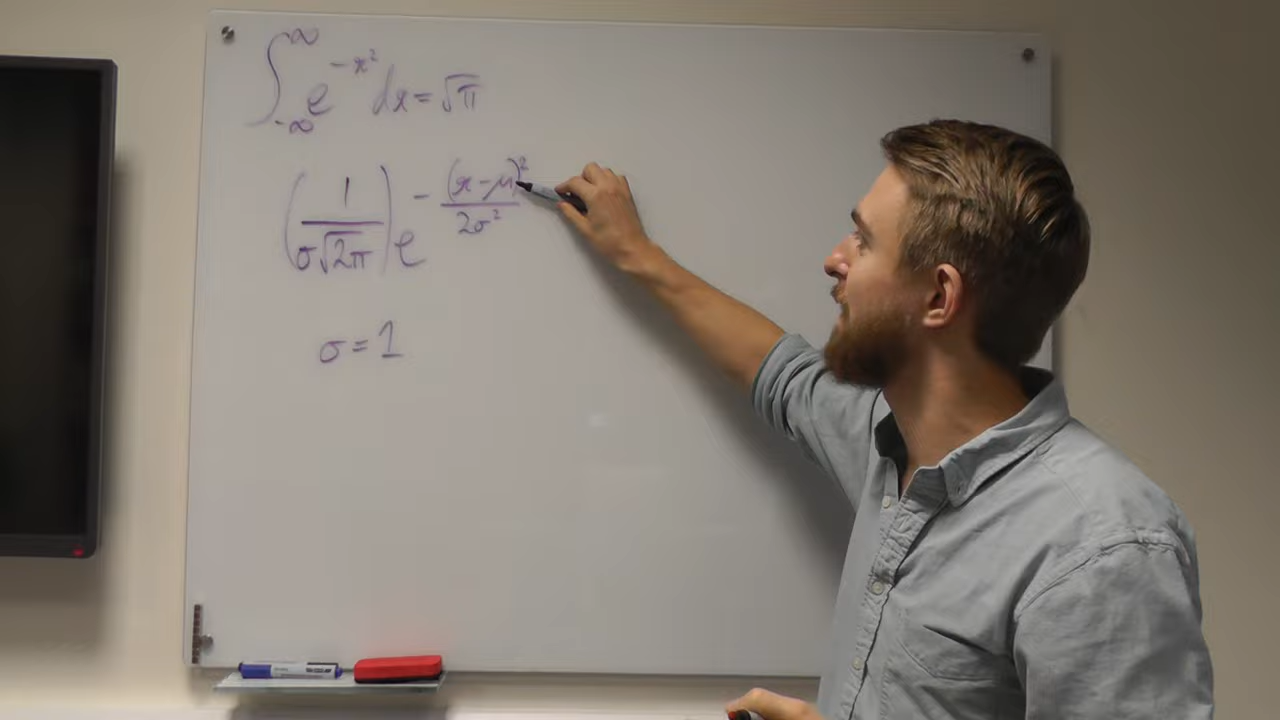 ∫_{-∞}^{∞} e^{-x²} dx = √π
(1/(σ√(2π))) e^{-(x-μ)²/(2σ²)}
σ = 1